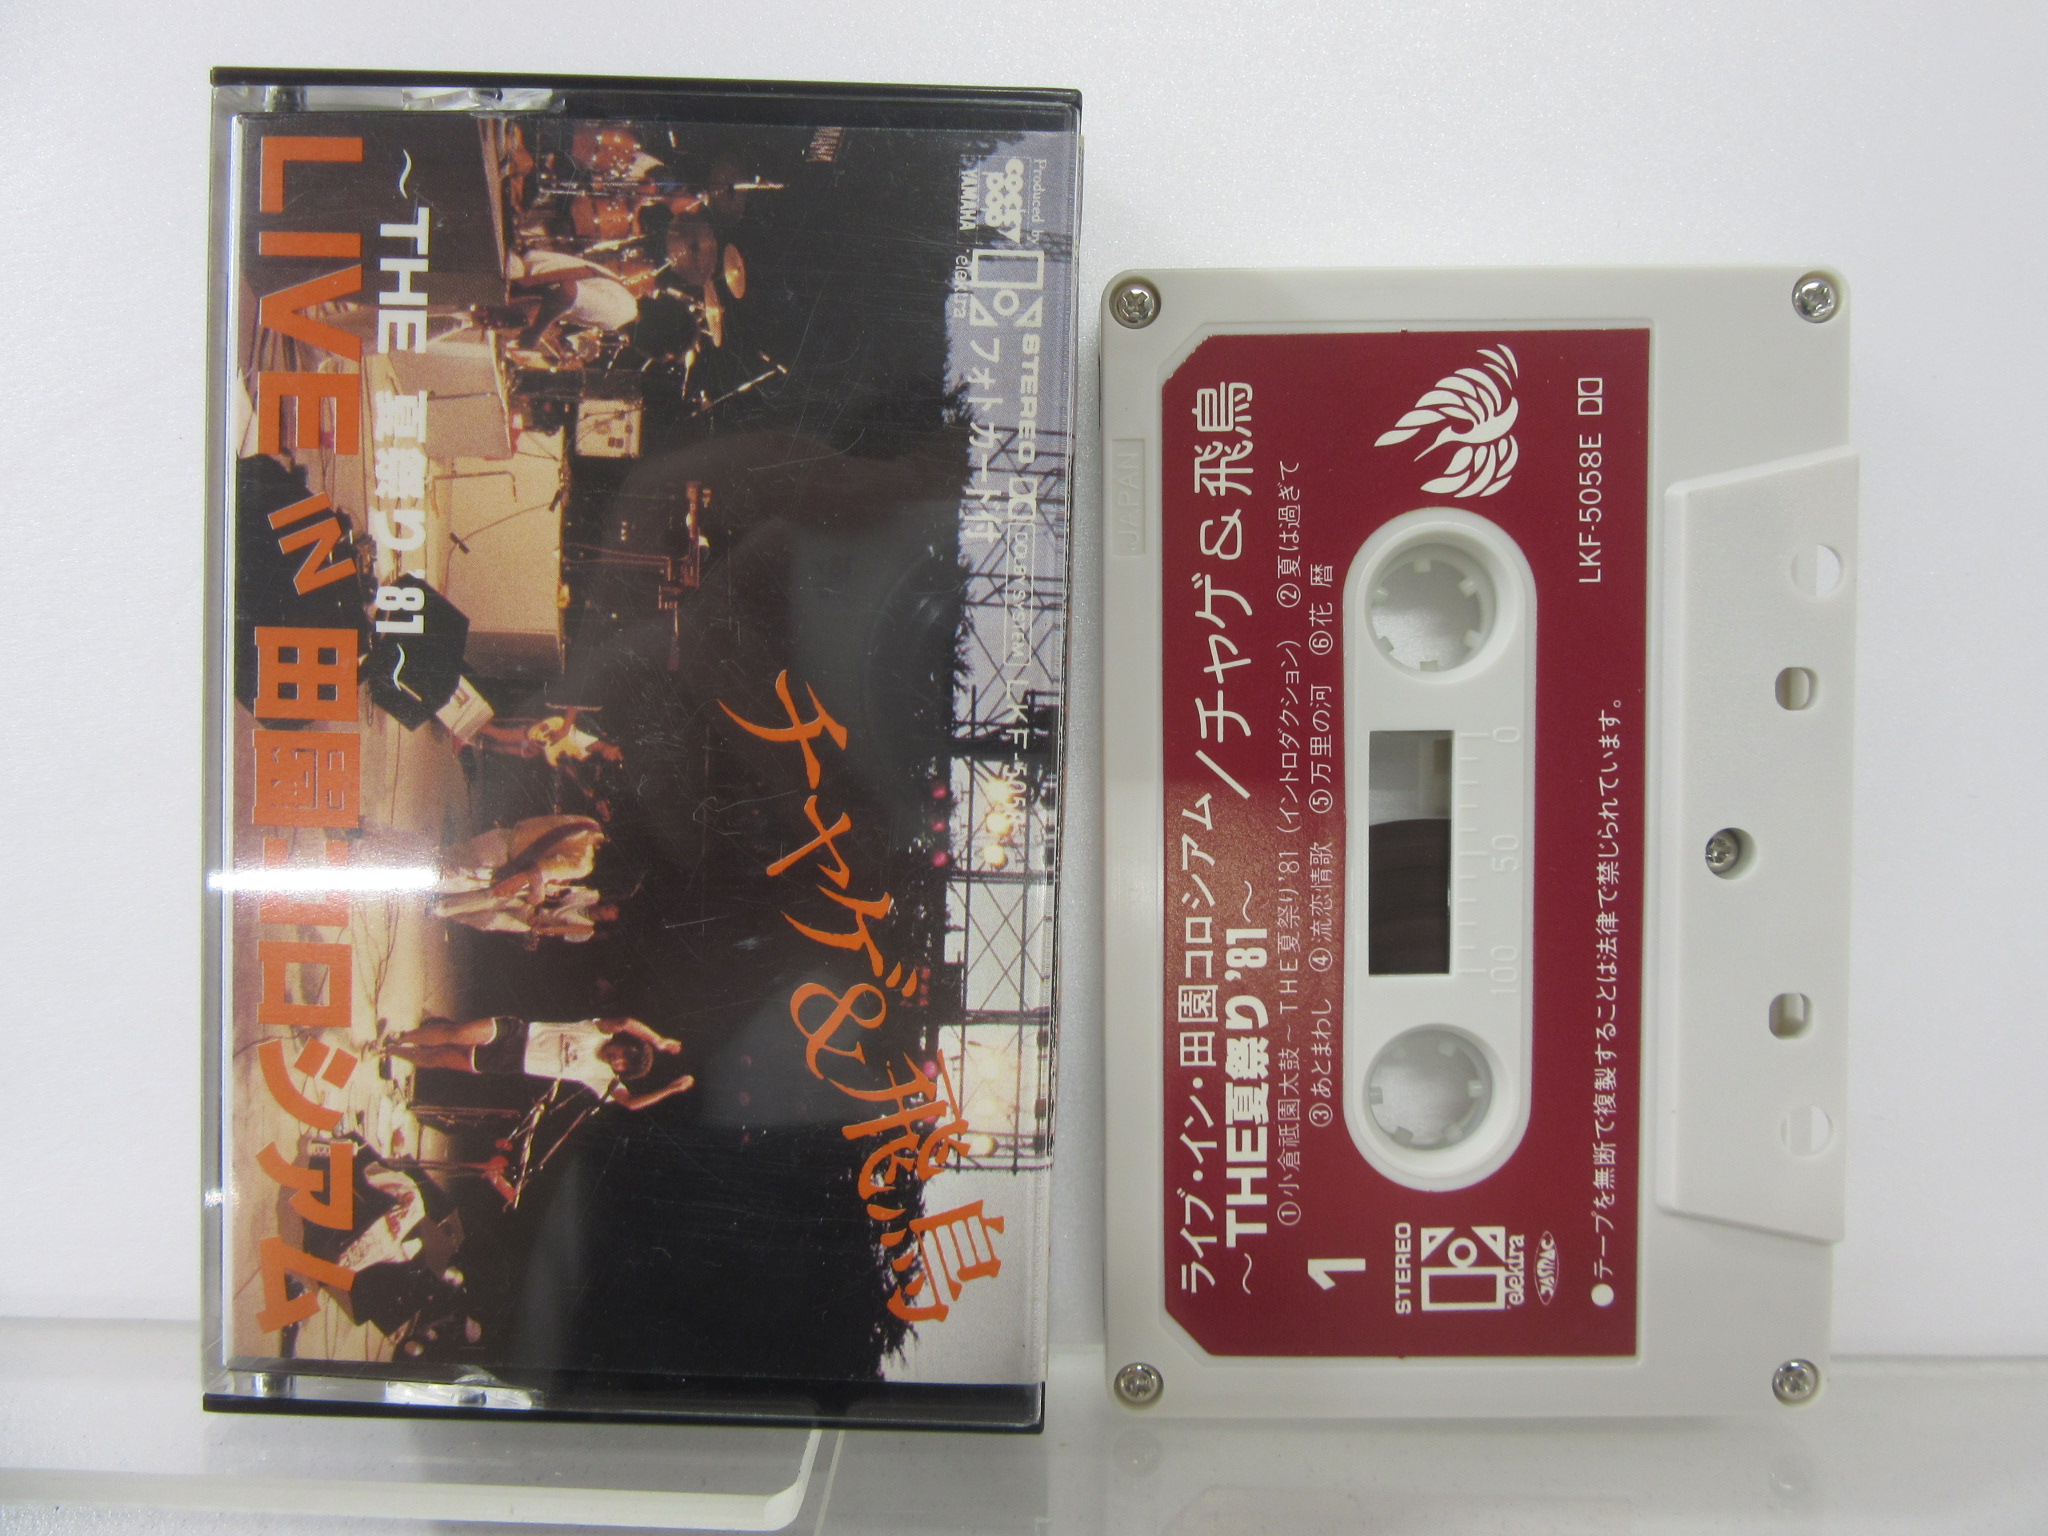 Produced by
cocky pop
YAMAHA
elektra
STEREO
DOLBY SYSTEM
LKF-5058
フォトカード付
チャゲ&飛鳥
〜THE 夏祭り'81〜
LIVE IN 田園コロシアム
JAPAN
ライブ・イン・田園コロシアム/チャゲ&飛鳥
〜THE夏祭り'81〜
①小倉祇園太鼓〜THE夏祭り'81(イントロダクション) ②夏は過ぎて
③あとまわし ④流恋情歌 ⑤万里の河 ⑥花暦
1
STEREO
elektra
JASRAC
100 50 0
LKF-5058E
●テープを無断で複製することは法律で禁じられています。